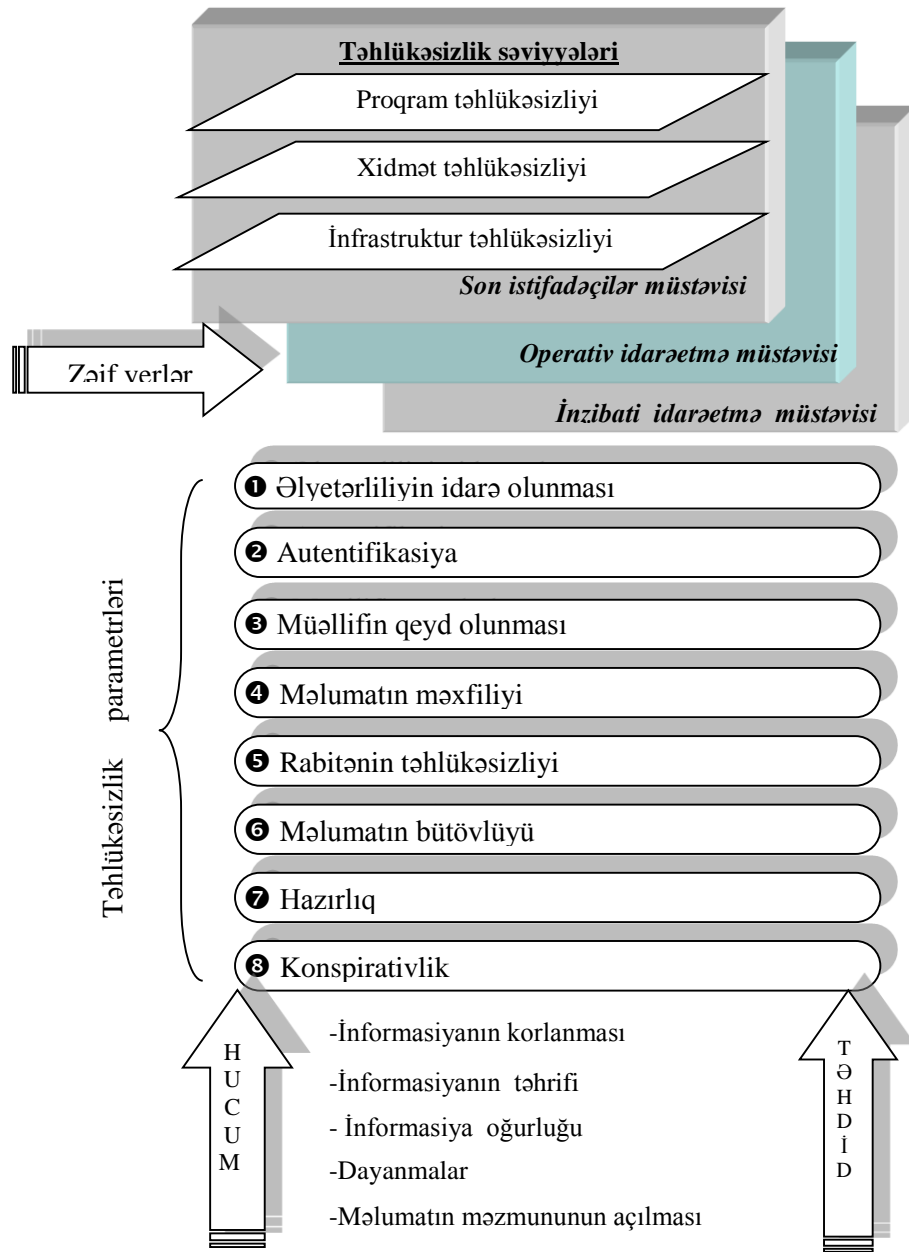 Təhlükəsizlik səviyyələri
Proqram təhlükəsizliyi
Xidmət təhlükəsizliyi
İnfrastruktur təhlükəsizliyi
Son istifadəçilər müstəvisi
Operativ idarəetmə müstəvisi
İnzibati idarəetmə müstəvisi
Zəif yerlər
Təhlükəsizlik parametrləri
❶ Əlyetərliliyin idarə olunması
❷ Autentifikasiya
❸ Müəllifin qeyd olunması
❹ Məlumatın məxfiliyi
❺ Rabitənin təhlükəsizliyi
❻ Məlumatın bütövlüyü
❼ Hazırlıq
❽ Konspirativlik
HUCUM
-İnformasiyanın korlanması
-İnformasiyanın təhrifi
- İnformasiya oğurluğu
-Dayanmalar
-Məlumatın məzmununun açılması
TƏHDİD